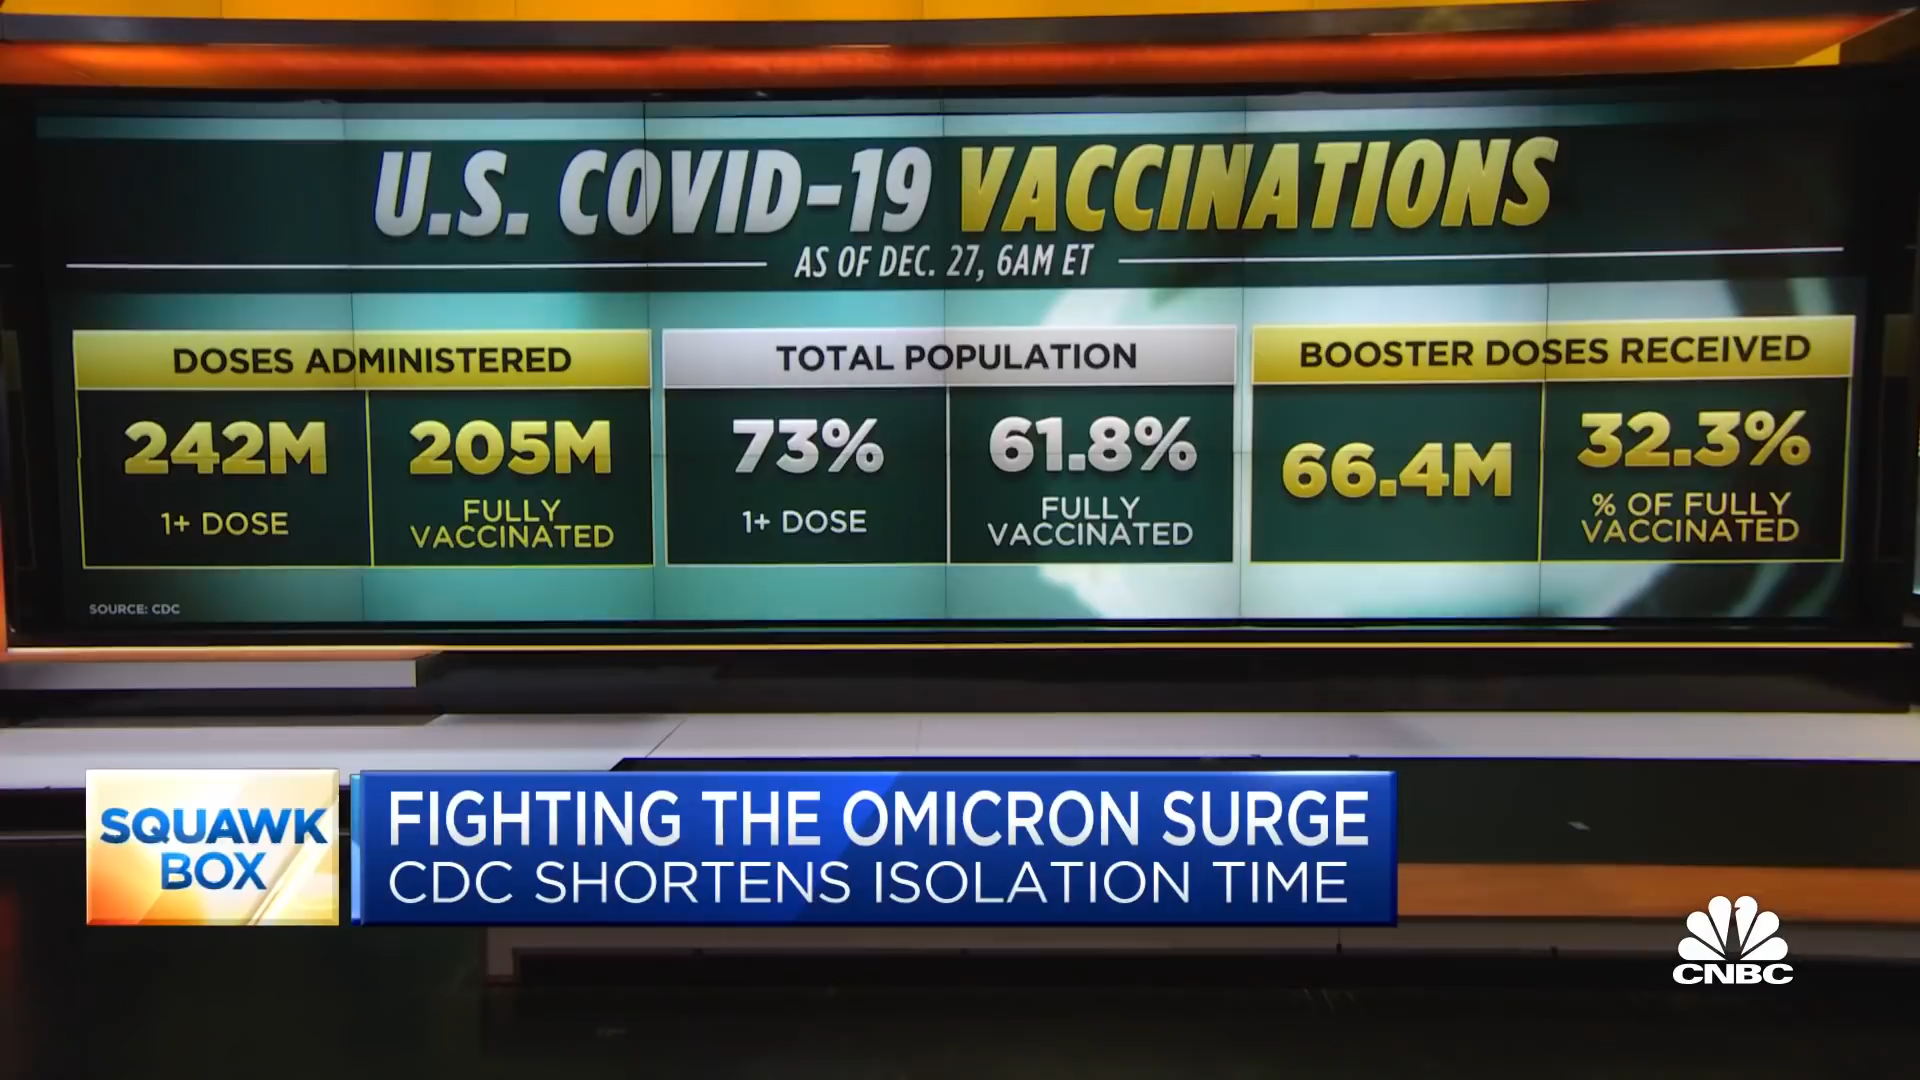 U.S. COVID-19 VACCINATIONS
AS OF DEC. 27, 6AM ET
DOSES ADMINISTERED
242M
1+ DOSE
205M
FULLY
VACCINATED
TOTAL POPULATION
73%
1+ DOSE
61.8%
FULLY
VACCINATED
BOOSTER DOSES RECEIVED
66.4M
32.3%
% OF FULLY
VACCINATED
SOURCE: CDC
SQUAWK
BOX
FIGHTING THE OMICRON SURGE
CDC SHORTENS ISOLATION TIME
CNBC